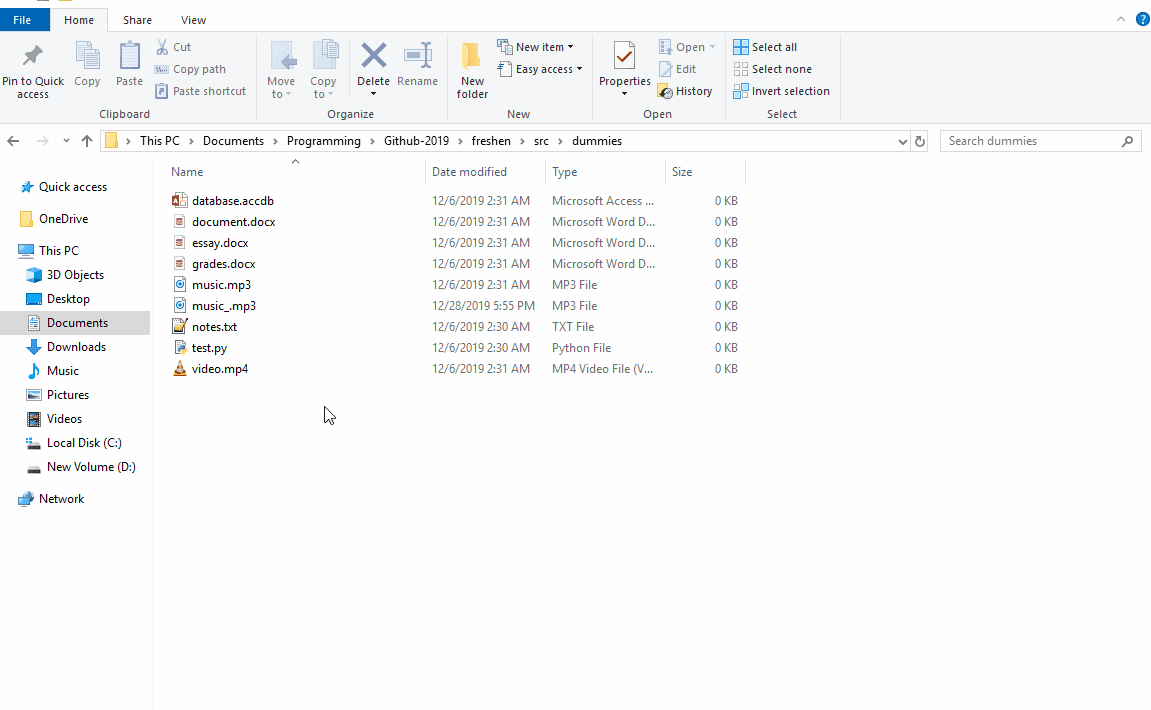 File Home Share View
Pin to Quick access
Copy
Paste
Cut
Copy path
Paste shortcut
Clipboard
Move to
Copy to
Delete
Rename
Organize
New folder
New item
Easy access
New
Properties
Open
Edit
History
Open
Select all
Select none
Invert selection
Select
This PC > Documents > Programming > Github-2019 > freshen > src > dummies
Search dummies
Quick access
OneDrive
This PC
3D Objects
Desktop
Documents
Downloads
Music
Pictures
Videos
Local Disk (C:)
New Volume (D:)
Network
Name Date modified Type Size
database.accdb 12/6/2019 2:31 AM Microsoft Access ... 0 KB
document.docx 12/6/2019 2:31 AM Microsoft Word D... 0 KB
essay.docx 12/6/2019 2:31 AM Microsoft Word D... 0 KB
grades.docx 12/6/2019 2:31 AM Microsoft Word D... 0 KB
music.mp3 12/6/2019 2:31 AM MP3 File 0 KB
music_.mp3 12/28/2019 5:55 PM MP3 File 0 KB
notes.txt 12/6/2019 2:30 AM TXT File 0 KB
test.py 12/6/2019 2:30 AM Python File 0 KB
video.mp4 12/6/2019 2:31 AM MP4 Video File (V... 0 KB